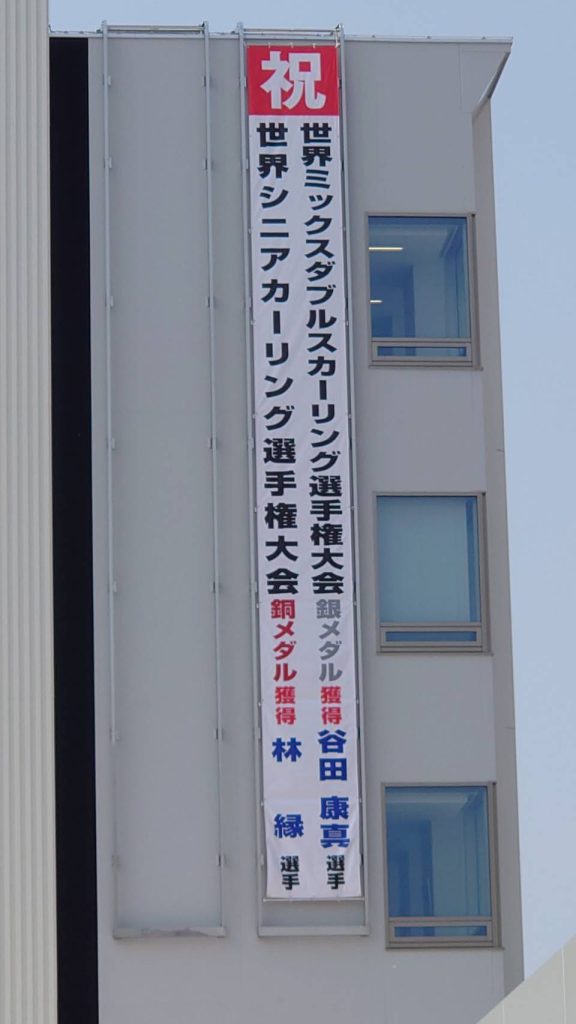 祝
世界ミックスダブルスカーリング選手権大会 銀メダル獲得 谷田 康真 選手
世界シニアカーリング選手権大会 銅メダル獲得 林 縁 選手